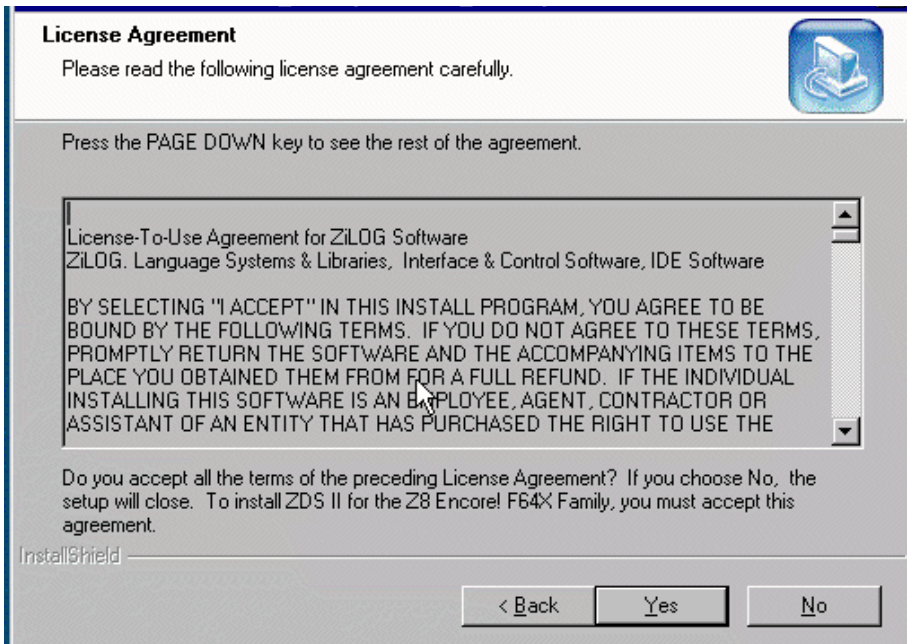 License Agreement
Please read the following license agreement carefully.
Press the PAGE DOWN key to see the rest of the agreement.
License-To-Use Agreement for ZiLOG Software
ZiLOG. Language Systems & Libraries, Interface & Control Software, IDE Software
BY SELECTING "I ACCEPT" IN THIS INSTALL PROGRAM, YOU AGREE TO BE
BOUND BY THE FOLLOWING TERMS. IF YOU DO NOT AGREE TO THESE TERMS,
PROMPTLY RETURN THE SOFTWARE AND THE ACCOMPANYING ITEMS TO THE
PLACE YOU OBTAINED THEM FROM FOR A FULL REFUND. IF THE INDIVIDUAL
INSTALLING THIS SOFTWARE IS AN EMPLOYEE, AGENT, CONTRACTOR OR
ASSISTANT OF AN ENTITY THAT HAS PURCHASED THE RIGHT TO USE THE
Do you accept all the terms of the preceding License Agreement? If you choose No, the
setup will close. To install ZDS II for the Z8 Encore! F64X Family, you must accept this
agreement.
InstallShield
< Back Yes No